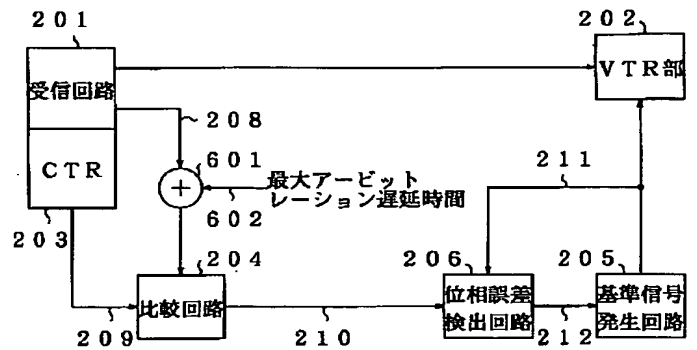 ２０１
２０２
受信回路
ＶＴＲ部
２０８
ＣＴＲ
６０１
２１１
最大アービット
レーション遅延時間
６０２
２０３
２０４
２０６
２０５
比較回路
位相誤差
検出回路
基準信号
発生回路
２０９
２１０
２１２